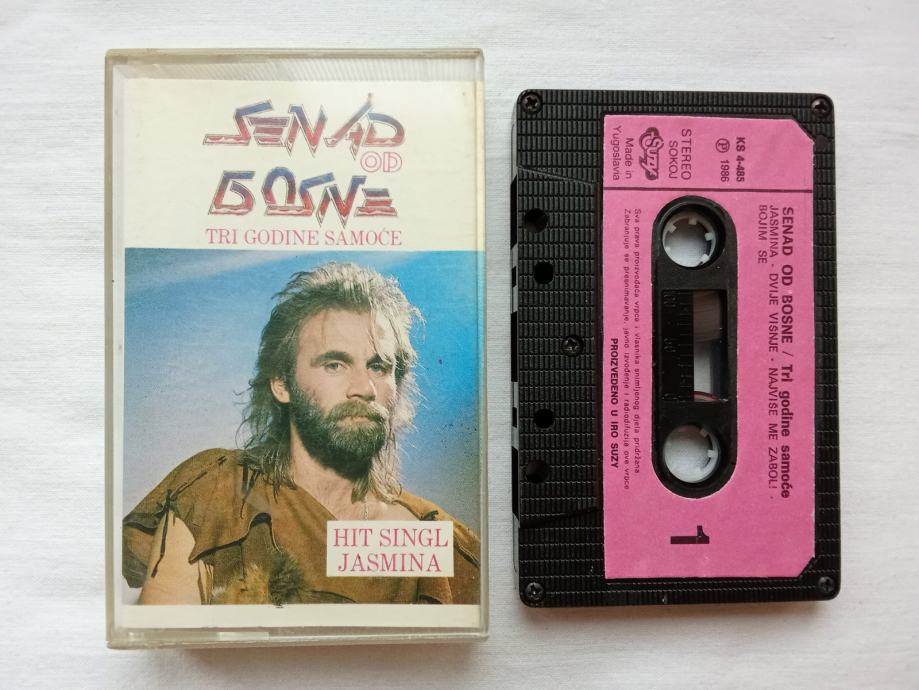 SENAD
OD
BOSNE
TRI GODINE SAMOĆE
HIT SINGL
JASMINA
KS 4-485
℗ 1986
STEREO
SOKOJ
Suzy
Made in
Yugoslavia
SENAD OD BOSNE / Tri godine samoće
JASMINA - DVIJE VISNJE - NAJVISE ME ZABOLI -
BOJIM SE
Sva prava proizvođača vrpce i vlasnika snimljenog djela pridržana
Zabranjuje se presnimavanje, javno izvođenje i radiodifuzija ove vrpce
PROIZVEDENO U IRO SUZY
1